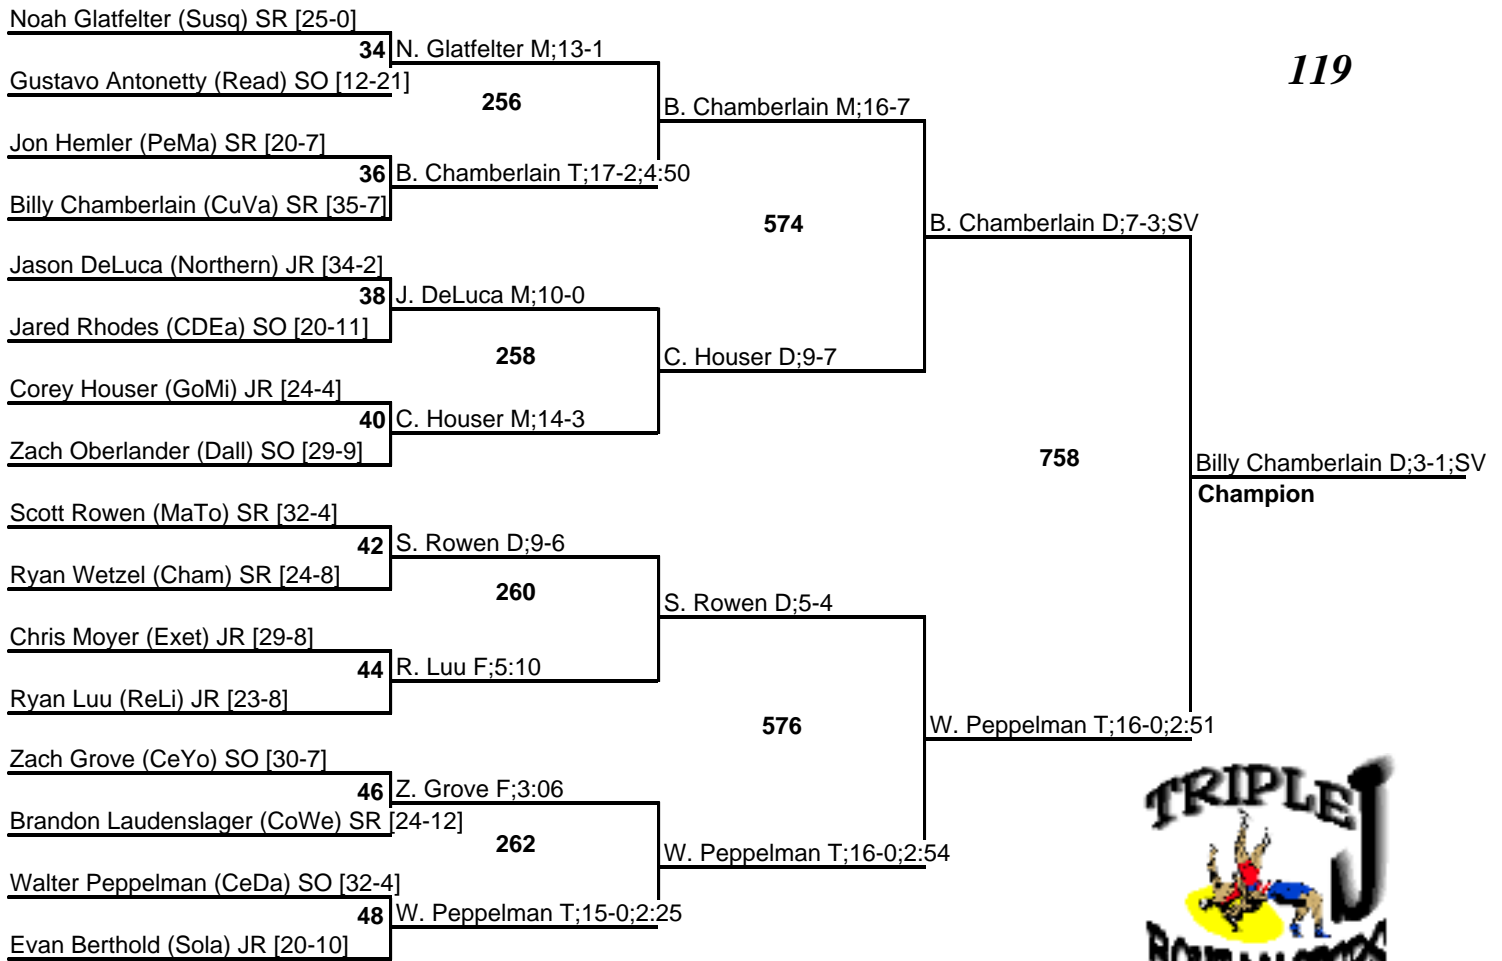 Noah Glatfelter (Susq) SR [25-0]
34 N. Glatfelter M;13-1
119
Gustavo Antonetty (Read) SO [12-21]
256
B. Chamberlain M;16-7
Jon Hemler (PeMa) SR [20-7]
36 B. Chamberlain T;17-2;4:50
Billy Chamberlain (CuVa) SR [35-7]
574
B. Chamberlain D;7-3;SV
Jason DeLuca (Northern) JR [34-2]
38 J. DeLuca M;10-0
Jared Rhodes (CDEa) SO [20-11]
258
C. Houser D;9-7
Corey Houser (GoMi) JR [24-4]
40 C. Houser M;14-3
Zach Oberlander (Dall) SO [29-9]
758
Billy Chamberlain D;3-1;SV
Champion
Scott Rowen (MaTo) SR [32-4]
42 S. Rowen D;9-6
Ryan Wetzel (Cham) SR [24-8]
260
S. Rowen D;5-4
Chris Moyer (Exet) JR [29-8]
44 R. Luu F;5:10
Ryan Luu (ReLi) JR [23-8]
576
W. Peppelman T;16-0;2:51
Zach Grove (CeYo) SO [30-7]
46 Z. Grove F;3:06
Brandon Laudenslager (CoWe) SR [24-12]
262
W. Peppelman T;16-0;2:54
Walter Peppelman (CeDa) SO [32-4]
48 W. Peppelman T;15-0;2:25
Evan Berthold (Sola) JR [20-10]
TRIPLE J